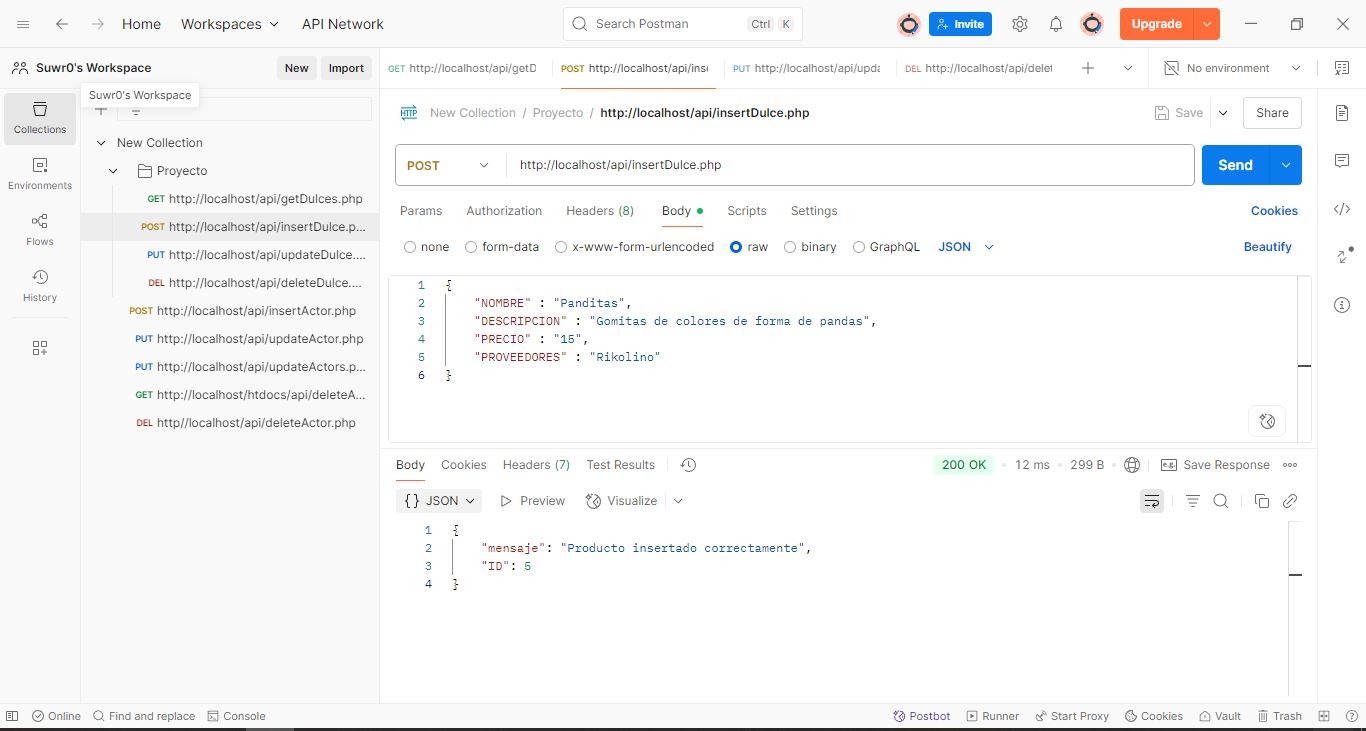 Home Workspaces API Network Search Postman Ctrl K Invite Upgrade
Suwr0's Workspace New Import GET http://localhost/api/getD POST http://localhost/api/inse PUT http://localhost/api/upda DEL http://localhost/api/delet No environment
Suwr0's Workspace
Collections
Environments
Flows
History
New Collection
Proyecto
GET http://localhost/api/getDulces.php
POST http://localhost/api/insertDulce.p...
PUT http://localhost/api/updateDulce....
DEL http://localhost/api/deleteDulce....
POST http://localhost/api/insertActor.php
PUT http://localhost/api/updateActor.php
PUT http://localhost/api/updateActors.p...
GET http://localhost/htdocs/api/deleteA...
DEL http//localhost/api/deleteActor.php
HTTP New Collection / Proyecto / http://localhost/api/insertDulce.php Save Share
POST http://localhost/api/insertDulce.php Send
Params Authorization Headers (8) Body Scripts Settings Cookies
none form-data x-www-form-urlencoded raw binary GraphQL JSON Beautify
1 {
2 "NOMBRE" : "Panditas",
3 "DESCRIPCION" : "Gomitas de colores de forma de pandas",
4 "PRECIO" : "15",
5 "PROVEEDORES" : "Rikolino"
6 }
Body Cookies Headers (7) Test Results 200 OK 12 ms 299 B e.g. Save Response
{} JSON Preview Visualize
1 {
2 "mensaje": "Producto insertado correctamente",
3 "ID": 5
4 }
Online Find and replace Console Postbot Runner Start Proxy Cookies Vault Trash